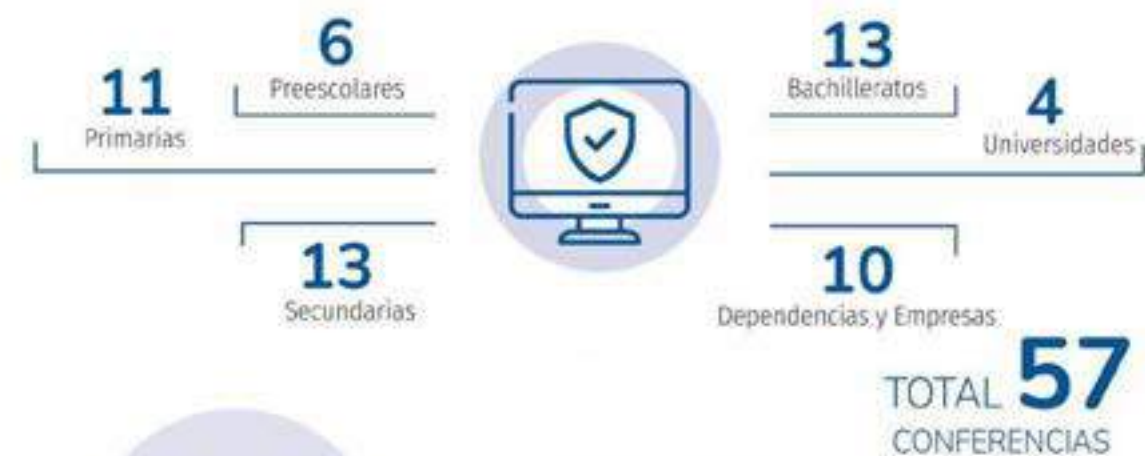 6
Preescolares
11
Primarias
13
Bachilleratos
4
Universidades
13
Secundarias
10
Dependencias y Empresas
TOTAL 57
CONFERENCIAS